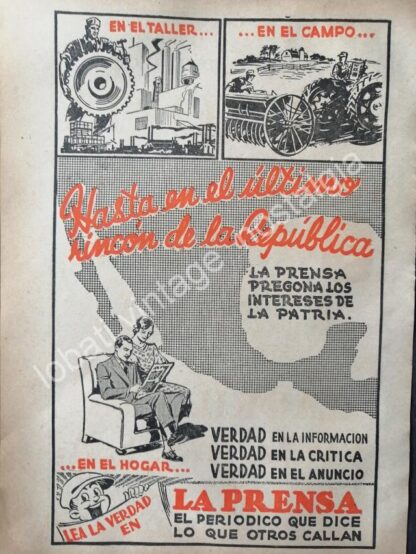 EN EL TALLER...
...EN EL CAMPO...
Hasta en el último
rincón de la República
LA PRENSA
PREGONA LOS
INTERESES DE
LA PATRIA.
lobato vintage nostalgia
VERDAD EN LA INFORMACION
VERDAD EN LA CRITICA
VERDAD EN EL ANUNCIO
...EN EL HOGAR...
LEA LA VERDAD
EN
LA PRENSA
EL PERIODICO QUE DICE
LO QUE OTROS CALLAN